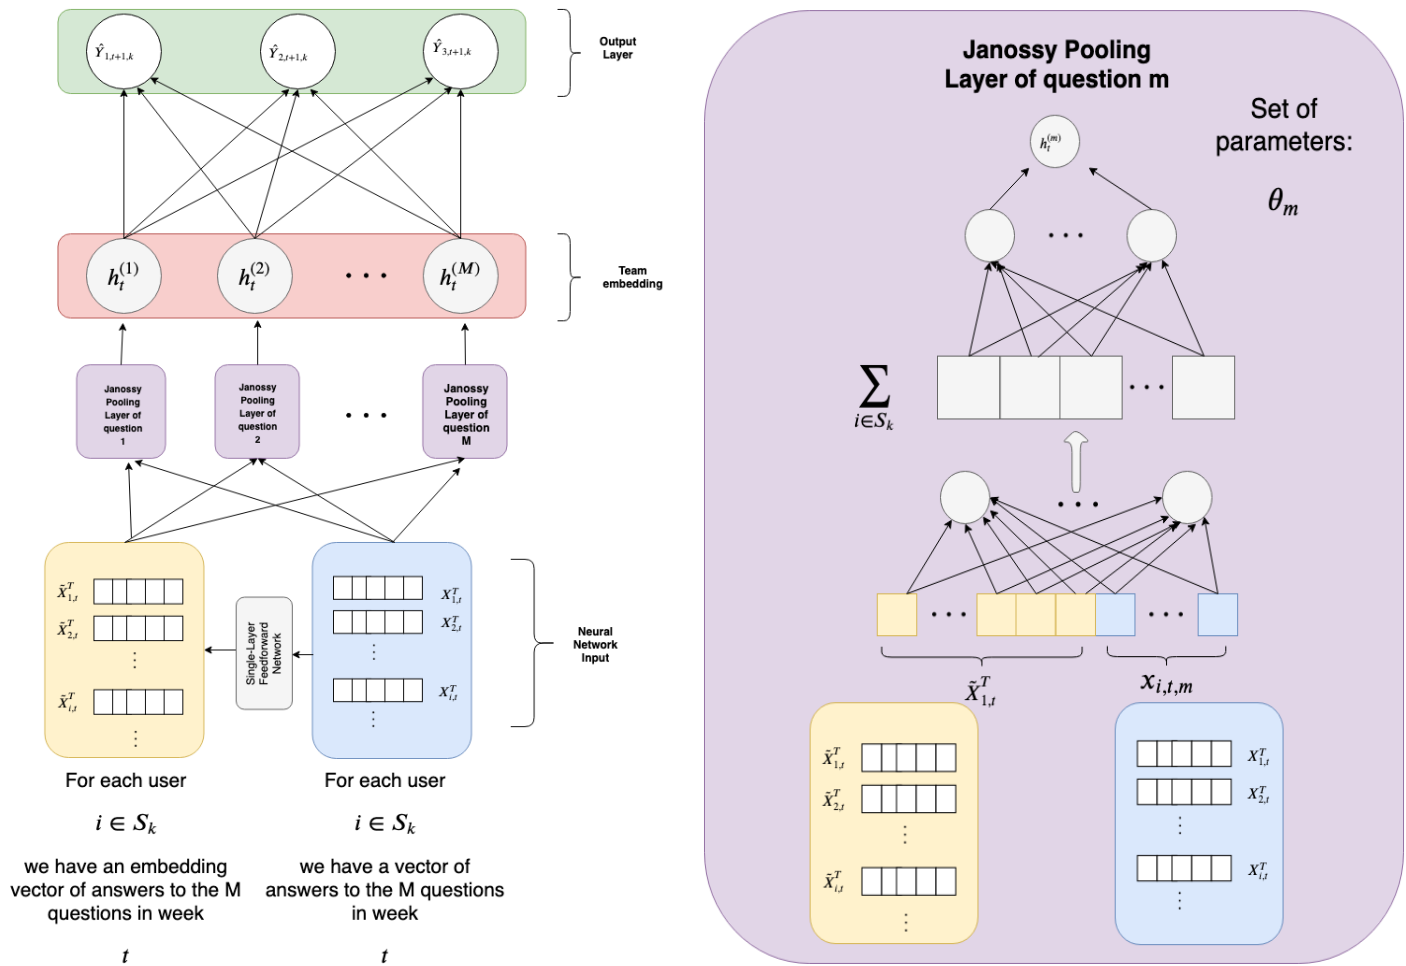 Ŷ1,t+1,k
Ŷ2,t+1,k
Ŷ3,t+1,k
Output
Layer
h_t^(1)
h_t^(2)
· · ·
h_t^(M)
Team
embedding
Janossy
Pooling
Layer of
question
1
Janossy
Pooling
Layer of
question
2
· · ·
Janossy
Pooling
Layer of
question
M
X̃^T_1,t
X̃^T_2,t
⋮
X̃^T_i,t
⋮
Single-Layer
Feedforward
Network
X^T_1,t
X^T_2,t
⋮
X^T_i,t
⋮
Neural
Network
Input
For each user
i ∈ S_k
we have an embedding
vector of answers to the M
questions in week
t
For each user
i ∈ S_k
we have a vector of
answers to the M questions
in week
t
Janossy Pooling
Layer of question m
Set of
parameters:
θ_m
h_t^(m)
· · ·
∑
i∈S_k
· · ·
· · ·
· · ·
· · ·
X̃^T_1,t
x_i,t,m
X̃^T_1,t
X̃^T_2,t
⋮
X̃^T_i,t
⋮
X^T_1,t
X^T_2,t
⋮
X^T_i,t
⋮